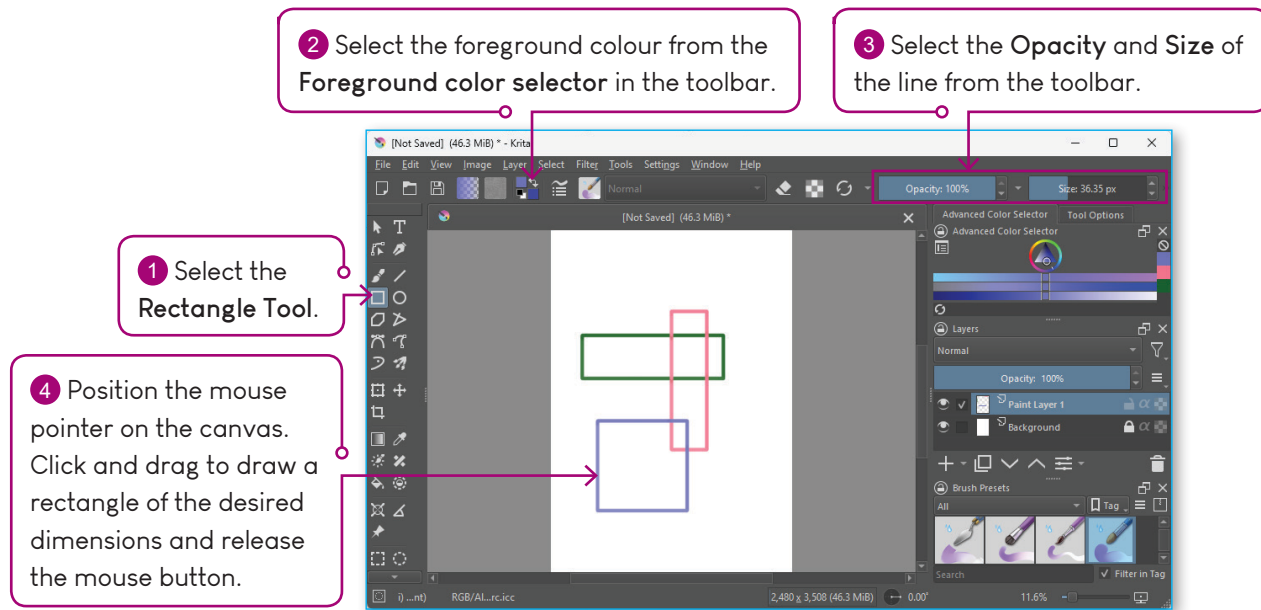 2 Select the foreground colour from the
Foreground color selector in the toolbar.
3 Select the Opacity and Size of
the line from the toolbar.
1 Select the
Rectangle Tool.
4 Position the mouse
pointer on the canvas.
Click and drag to draw a
rectangle of the desired
dimensions and release
the mouse button.
[Not Saved] (46.3 MiB) * - Krita
File Edit View Image Layer Select Filter Tools Settings Window Help
Normal Opacity: 100% Size: 36.35 px
[Not Saved] (46.3 MiB) *
Advanced Color Selector Tool Options
Advanced Color Selector
Layers
Normal
Opacity: 100%
Paint Layer 1
Background
Brush Presets
All Tag
Search Filter in Tag
i) ...nt) RGB/Al...rc.icc 2,480 x 3,508 (46.3 MiB) 0.00° 11.6%